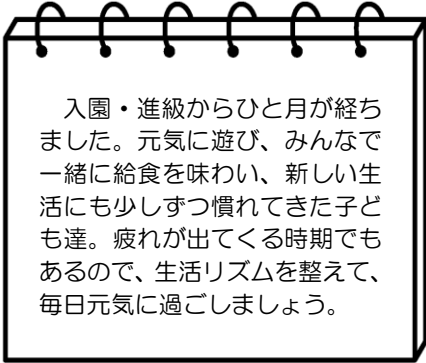 入園・進級からひと月が経ち
ました。元気に遊び、みんなで
一緒に給食を味わい、新しい生
活にも少しずつ慣れてきた子ど
も達。疲れが出てくる時期でも
あるので、生活リズムを整えて、
毎日元気に過ごしましょう。